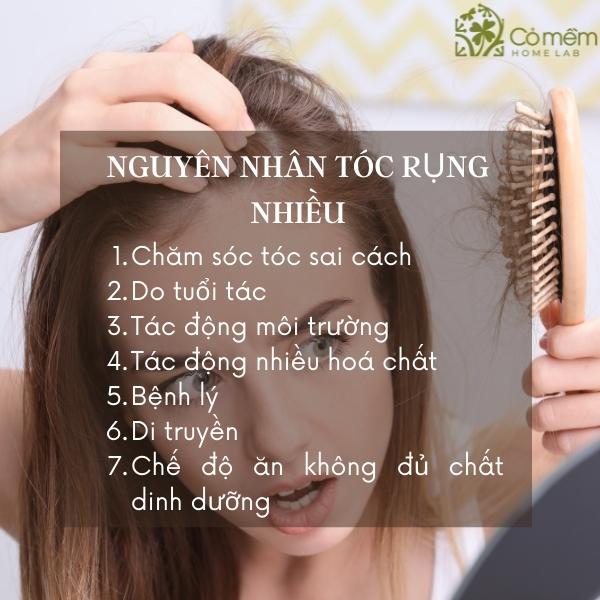 Cỏ mềm
HOME LAB
NGUYÊN NHÂN TÓC RỤNG
NHIỀU
1. Chăm sóc tóc sai cách
2. Do tuổi tác
3. Tác động môi trường
4. Tác động nhiều hoá chất
5. Bệnh lý
6. Di truyền
7. Chế độ ăn không đủ chất
dinh dưỡng